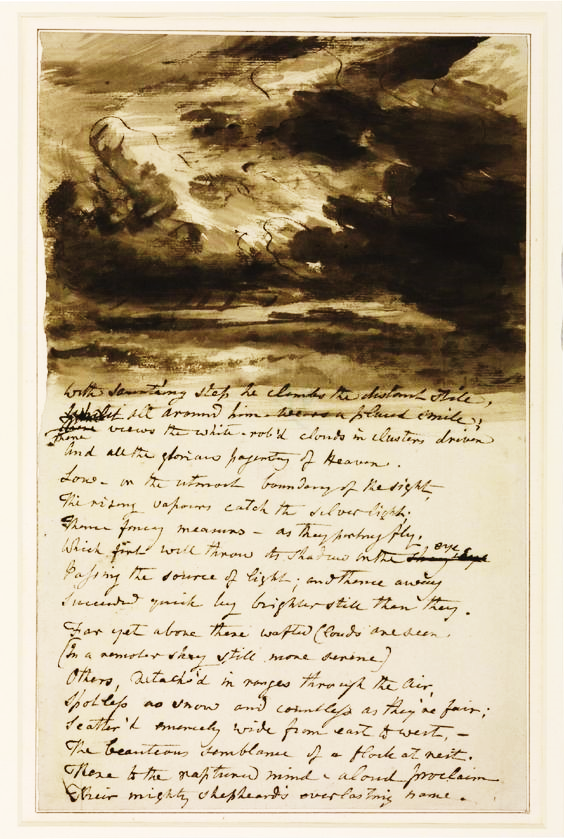 With sauntring step he climbs the distant stile,
Whilst all around him wears a placid smile;
There views the white-rob'd clouds in clusters driven
And all the glorious pagentry of Heaven.
Low - on the utmost boundary of the sight,
The rising vapours catch the silver light;
Thence fancy measures - as they parting fly,
Which first will throw its shadow on the eye,
Passing the source of light; and thence away
Succeeded quick by brighter still than they.
Far yet above these wafted Clouds are seen
(In a remoter sky still more serene)
Others, detach'd in ranges through the Air,
Spotless as snow and countless as they're fair;
Scatter'd immensely wide from east to west, -
The beauteous semblance of a flock at rest.
These to the raptured mind - aloud proclaim
Their mighty shepherd's everlasting name.